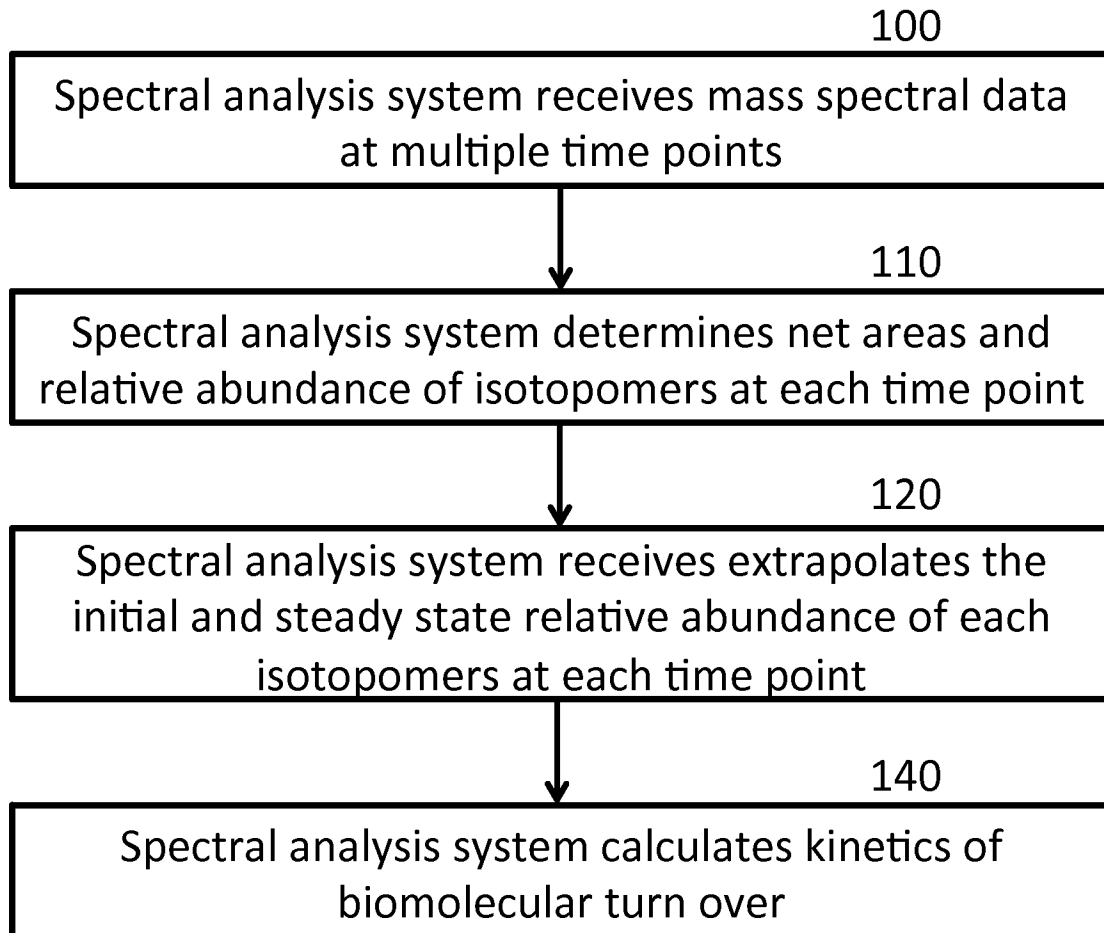 100
Spectral analysis system receives mass spectral data
at multiple time points
110
Spectral analysis system determines net areas and
relative abundance of isotopomers at each time point
120
Spectral analysis system receives extrapolates the
initial and steady state relative abundance of each
isotopomers at each time point
140
Spectral analysis system calculates kinetics of
biomolecular turn over